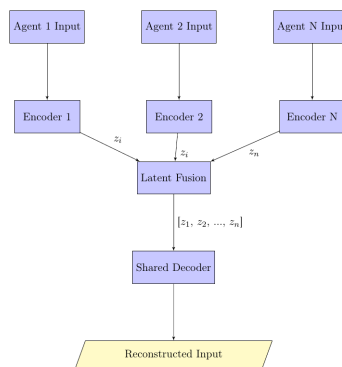 Agent 1 Input
Agent 2 Input
Agent N Inpu
Encoder 1
Encoder 2
Encoder N
z_i
z_i
z_n
Latent Fusion
[z_1, z_2, ..., z_n]
Shared Decoder
Reconstructed Input